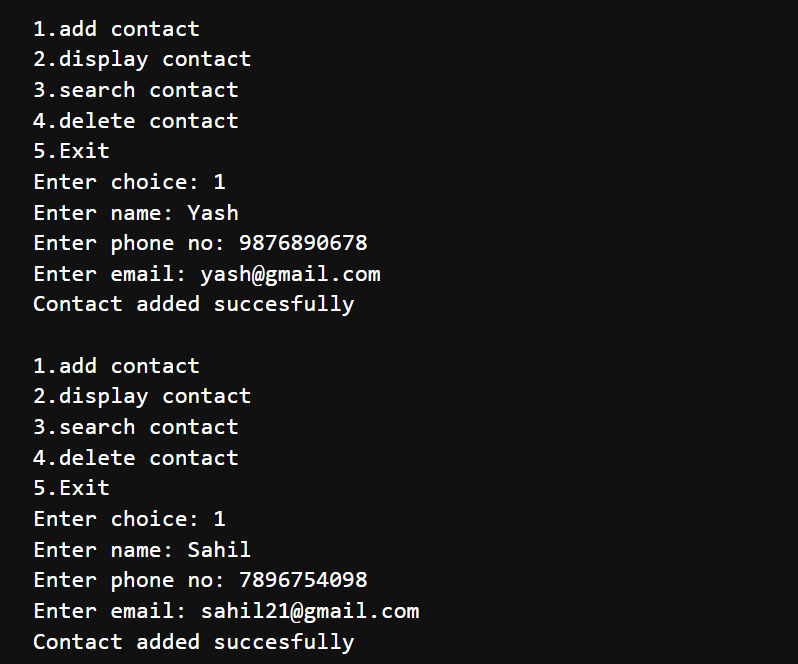 1.add contact
2.display contact
3.search contact
4.delete contact
5.Exit
Enter choice: 1
Enter name: Yash
Enter phone no: 9876890678
Enter email: yash@gmail.com
Contact added succesfully
1.add contact
2.display contact
3.search contact
4.delete contact
5.Exit
Enter choice: 1
Enter name: Sahil
Enter phone no: 7896754098
Enter email: sahil21@gmail.com
Contact added succesfully